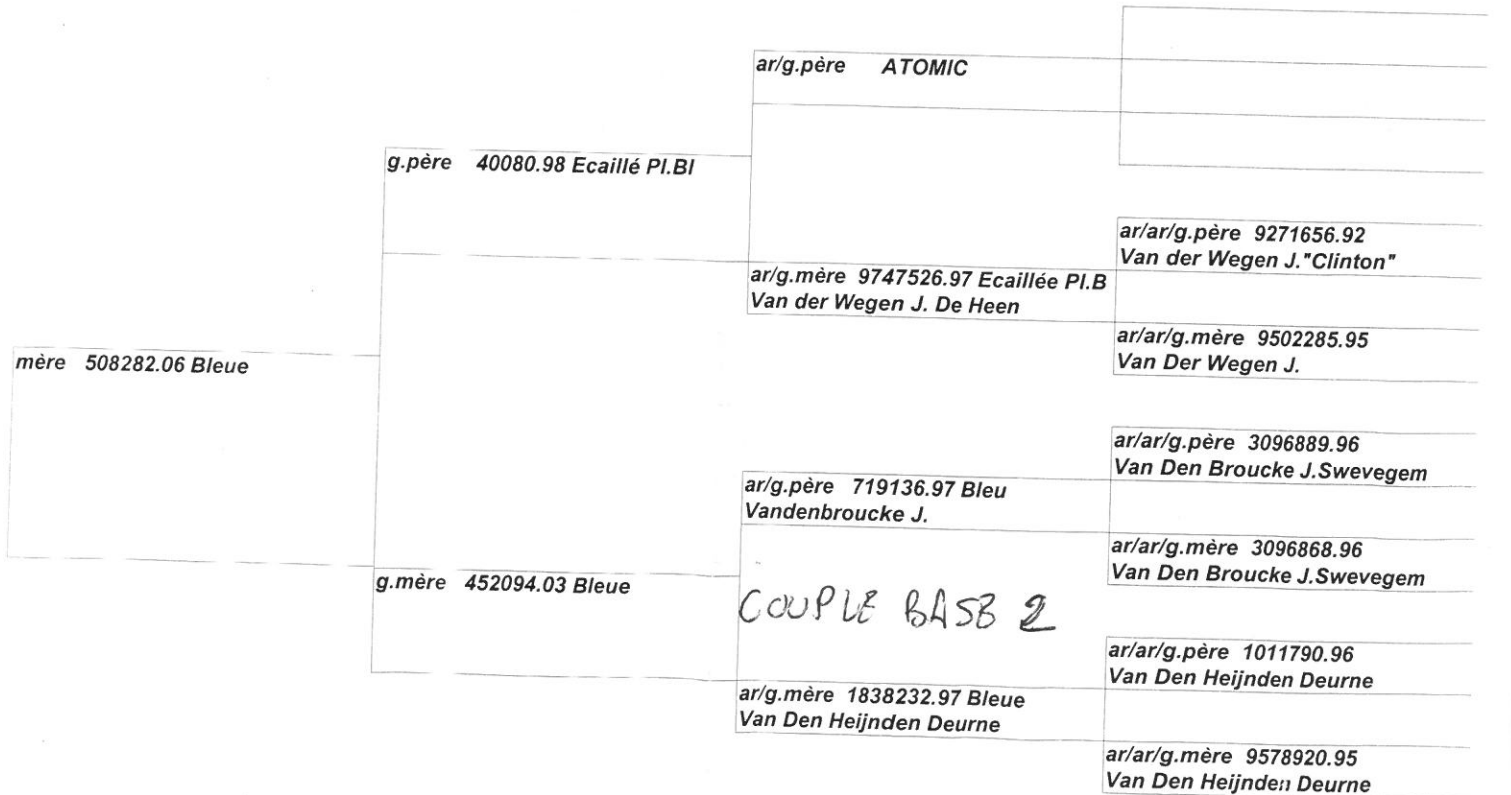 mère 508282.06 Bleue
g.père 40080.98 Ecaillé Pl.Bl
g.mère 452094.03 Bleue
ar/g.père ATOMIC
ar/g.mère 9747526.97 Ecaillée Pl.B
Van der Wegen J. De Heen
ar/g.père 719136.97 Bleu
Vandenbroucke J.
COUPLE BASE 2
ar/g.mère 1838232.97 Bleue
Van Den Heijnden Deurne
ar/ar/g.père 9271656.92
Van der Wegen J."Clinton"
ar/ar/g.mère 9502285.95
Van Der Wegen J.
ar/ar/g.père 3096889.96
Van Den Broucke J.Swevegem
ar/ar/g.mère 3096868.96
Van Den Broucke J.Swevegem
ar/ar/g.père 1011790.96
Van Den Heijnden Deurne
ar/ar/g.mère 9578920.95
Van Den Heijnden Deurne